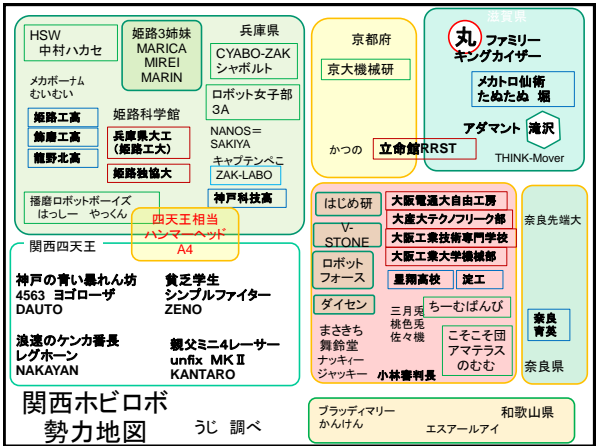 兵庫県
HSW
中村ハカセ
姫路3姉妹
MARICA
MIREI
MARIN
CYABO-ZAK
シャボルト
メカボーナム
むいむい
ロボット女子部
3A
姫路工高
飾磨工高
龍野北高
姫路科学館
兵庫県大工
(姫路工大)
姫路独協大
NANOS=
SAKIYA
キャプテンペこ
ZAK-LABO
神戸科技高
播磨ロボットボーイズ
はっしー やっくん
四天王相当
ハンマーヘッド
A4
関西四天王
神戸の青い暴れん坊
4563 ヨゴローザ
DAUTO
貧乏学生
シンプルファイター
ZENO
浪速のケンカ番長
レグホーン
NAKAYAN
親父ミニ4レーサー
unfix MKⅡ
KANTARO
京都府
京大機械研
かつの
立命館RRST
滋賀県
丸 ファミリー
キングカイザー
メカトロ仙術
たぬたぬ 堀
アダマント 滝沢
THINK-Mover
はじめ研
V-
STONE
ロボット
フォース
ダイセン
大阪電通大自由工房
大産大テクノフリーク部
大阪工業技術専門学校
大阪工業大学機械部
星翔高校
淀工
まさきち
舞鈴堂
ナッキィー
ジャッキー
三月兎
桃色兎
佐々機
ちーむぱんぴ
こそこそ団
アマテラス
のむむ
小林審判長
奈良先端大
奈良
育英
奈良県
ブラッディマリー
かんけん
和歌山県
エスアールアイ
関西ホビロボ
勢力地図
うじ 調べ